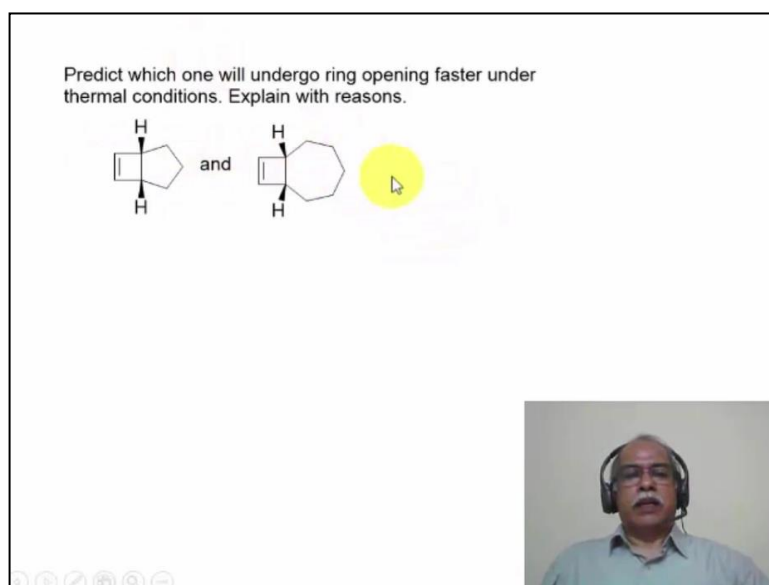 Predict which one will undergo ring opening faster under
thermal conditions. Explain with reasons.
H
H
and
H
H